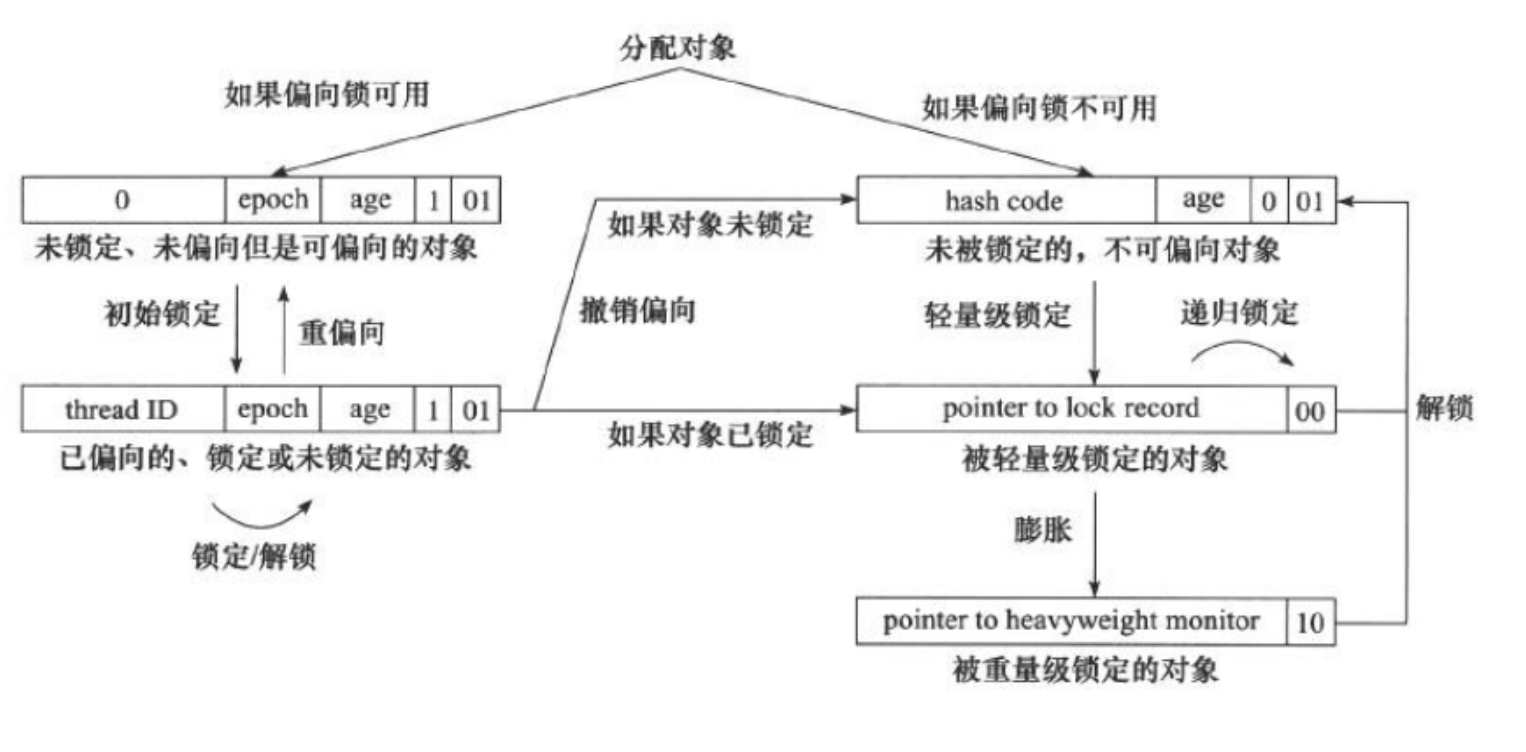 分配对象
如果偏向锁可用
如果偏向锁不可用
0 epoch age 1 01
hash code age 0 01
未锁定、未偏向但是可偏向的对象
如果对象未锁定
未被锁定的，不可偏向对象
初始锁定
重偏向
撤销偏向
轻量级锁定
递归锁定
thread ID epoch age 1 01
pointer to lock record 00
解锁
已偏向的、锁定或未锁定的对象
如果对象已锁定
被轻量级锁定的对象
锁定/解锁
膨胀
pointer to heavyweight monitor 10
被重量级锁定的对象